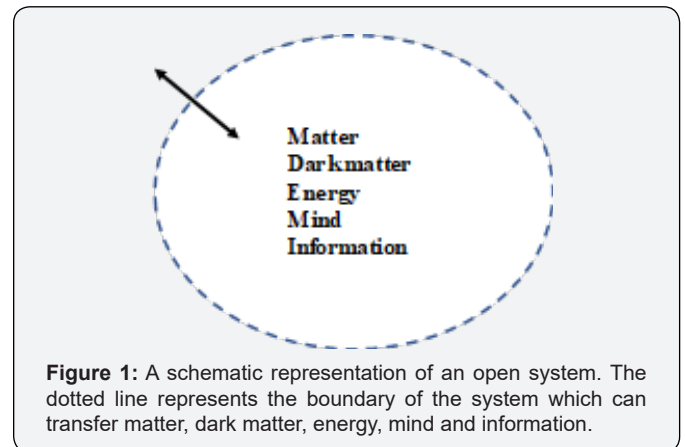 Matter
Darkmatter
Energy
Mind
Information
Figure 1: A schematic representation of an open system. The
dotted line represents the boundary of the system which can
transfer matter, dark matter, energy, mind and information.